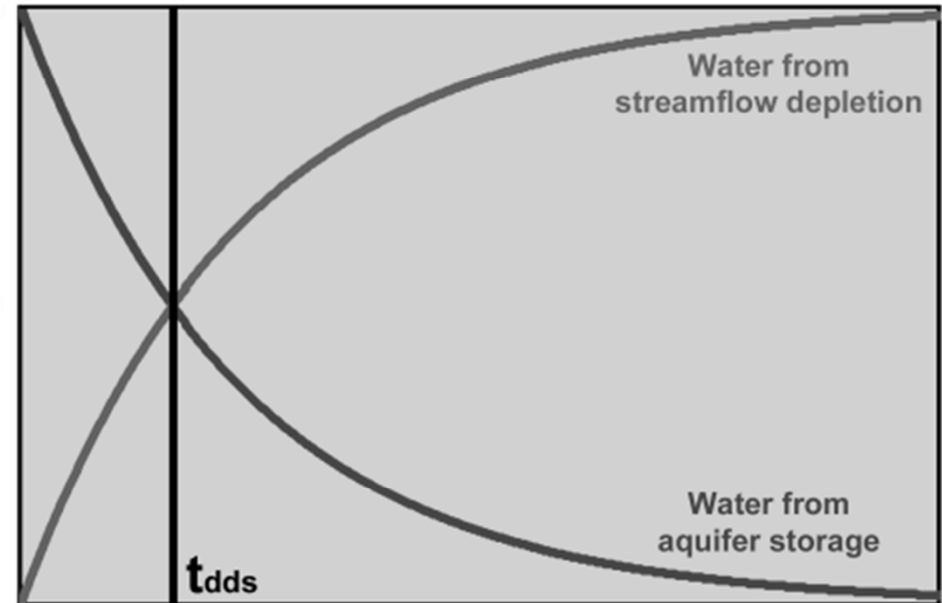 Water from
streamflow depletion
Water from
aquifer storage
tdds